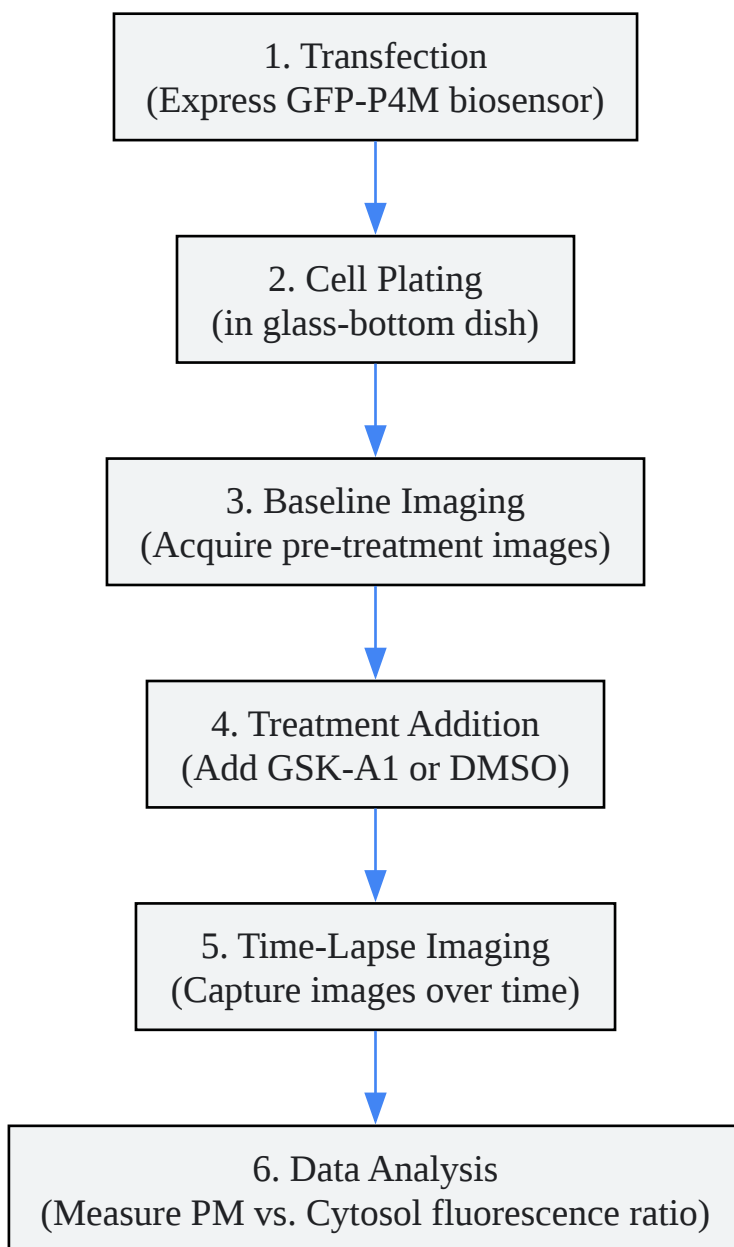 1. Transfection
(Express GFP-P4M biosensor)
2. Cell Plating
(in glass-bottom dish)
3. Baseline Imaging
(Acquire pre-treatment images)
4. Treatment Addition
(Add GSK-A1 or DMSO)
5. Time-Lapse Imaging
(Capture images over time)
6. Data Analysis
(Measure PM vs. Cytosol fluorescence ratio)